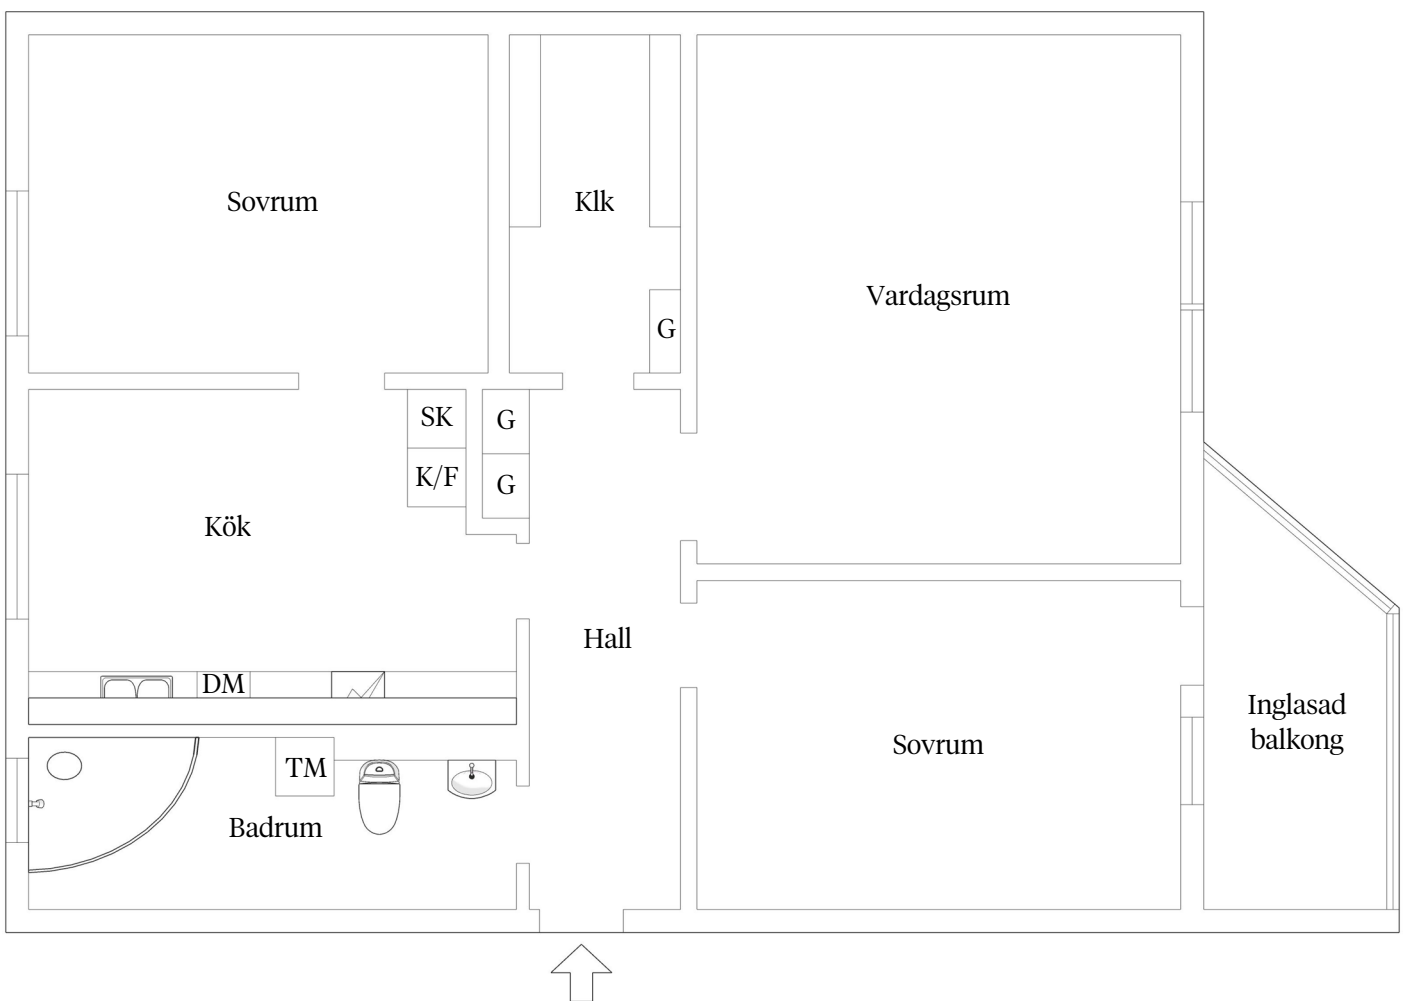 Sovrum
Klk
Vardagsrum
G
SK
G
K/F
G
Kök
Hall
DM
Inglasad
balkong
Sovrum
TM
Badrum